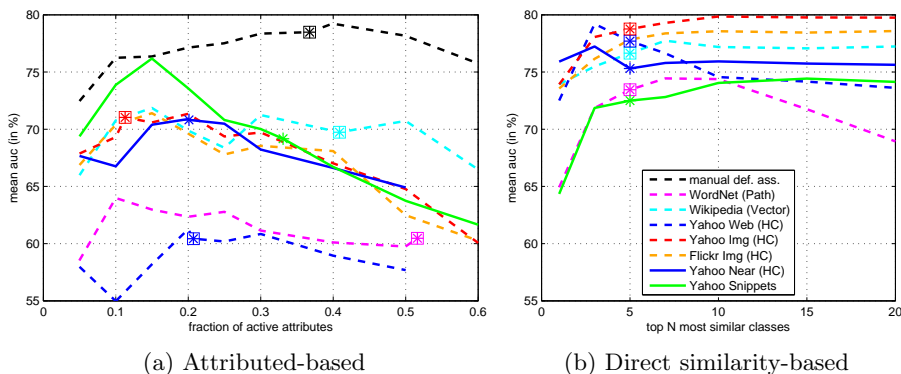 80
75
70
65
60
55
mean auc (in %)
0.1 0.2 0.3 0.4 0.5 0.6
fraction of active attributes
(a) Attributed-based
80
75
70
65
60
55
mean auc (in %)
manual def. ass.
WordNet (Path)
Wikipedia (Vector)
Yahoo Web (HC)
Yahoo Img (HC)
Flickr Img (HC)
Yahoo Near (HC)
Yahoo Snippets
0 5 10 15 20
top N most similar classes
(b) Direct similarity-based